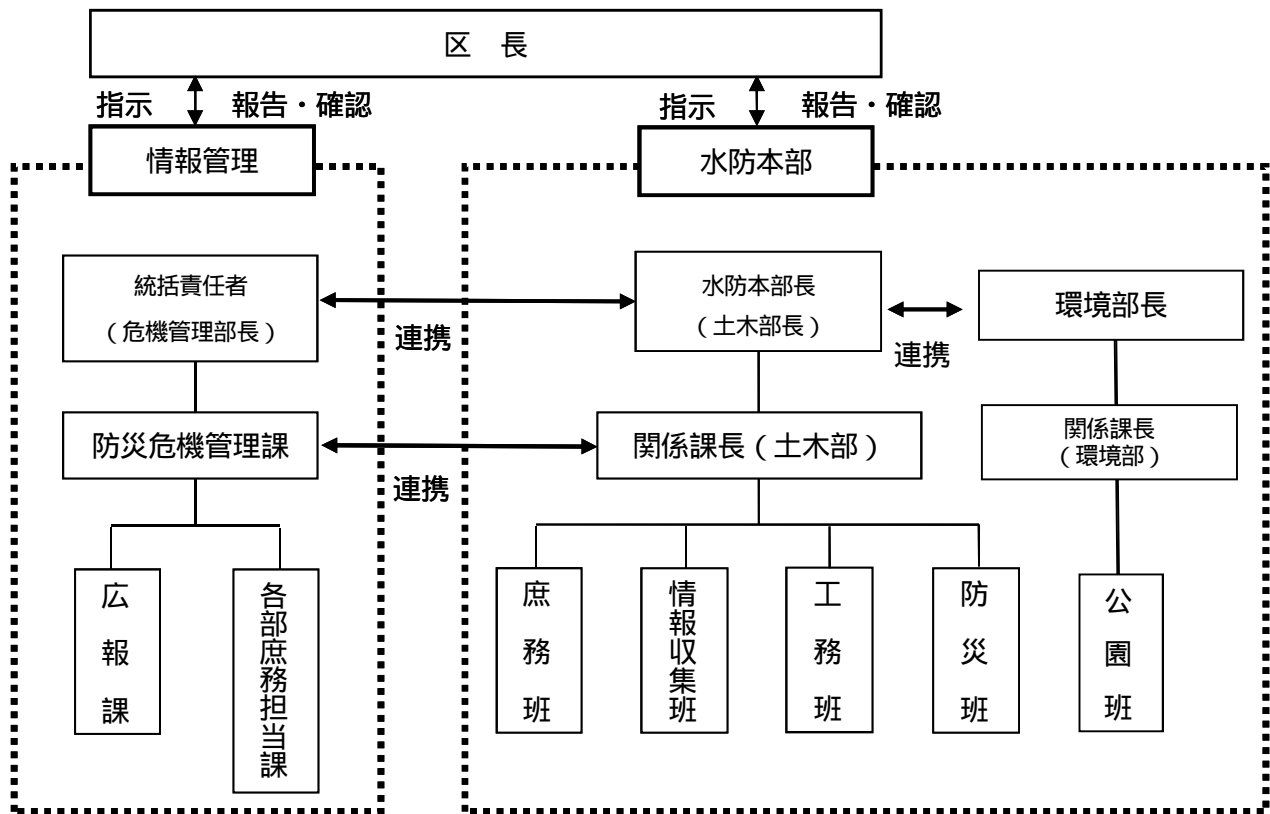 区　長
指示
報告・確認
指示
報告・確認
情報管理
水防本部
統括責任者
（危機管理部長）
連携
水防本部長
（土木部長）
連携
環境部長
防災危機管理課
連携
関係課長（土木部）
関係課長
（環境部）
広報課
各部庶務担当課
庶務班
情報収集班
工務班
防災班
公園班